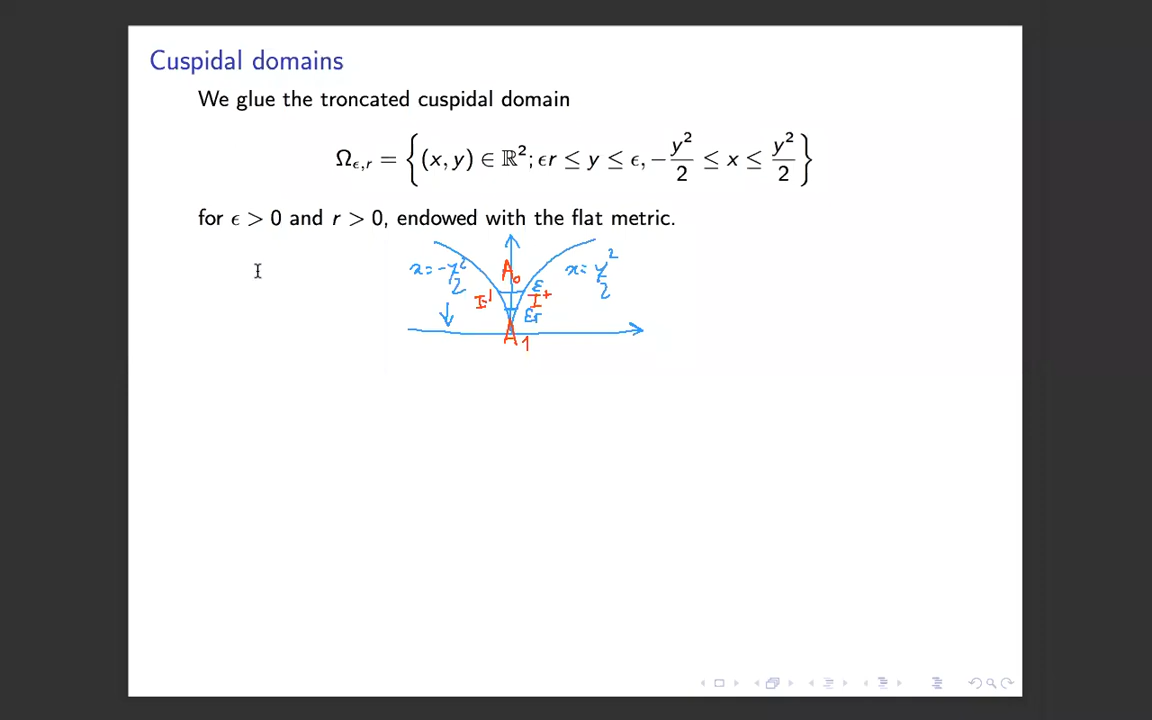 Cuspidal domains
We glue the troncated cuspidal domain
Ω_{ϵ,r} = { (x, y) ∈ ℝ²; ϵr ≤ y ≤ ϵ, −y²/2 ≤ x ≤ y²/2 }
for ϵ > 0 and r > 0, endowed with the flat metric.
x=-y²/2 A₀ x=y²/2
ε
I⁺
εr
A₁